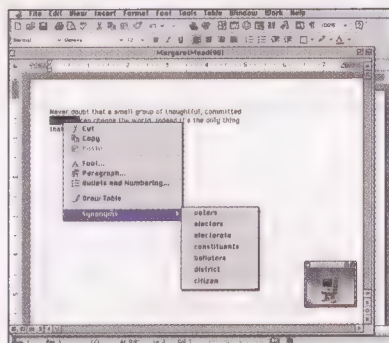 File Edit View Insert Format Font Tools Table Window Work Help
MargaretMead(98)
Normal Geneva 12 B I U
Never doubt that a small group of thoughtful, committed
can change the world. Indeed it's the only thing
that
Cut
Copy
Paste
Font...
Paragraph...
Bullets and Numbering...
Draw Table
Synonyms
voters
electors
electorate
constituents
balloters
district
citizen